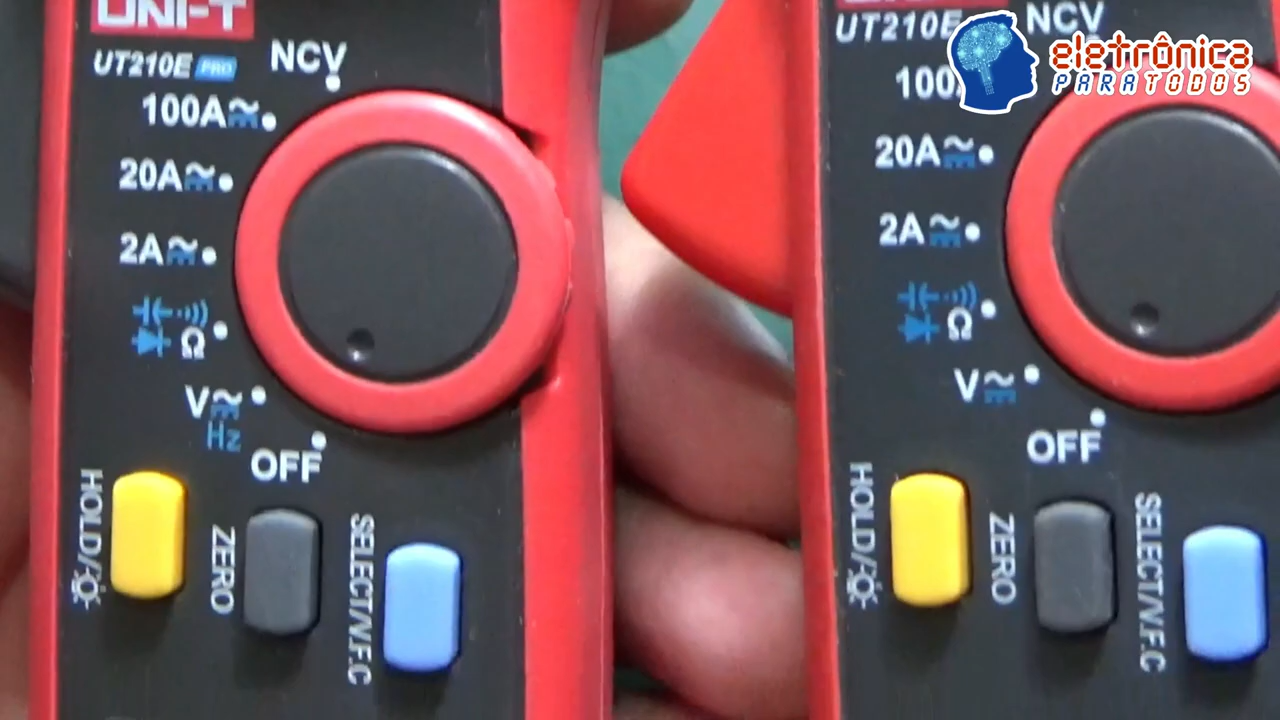 UNI-T
UT210E PRO
NCV
100A
20A
2A
Ω
V
Hz
OFF
HOLD/
ZERO
SELECT/V.F.C
UT210E
NCV
eletrônica
PARATODOS
100
20A
2A
Ω
V
OFF
HOLD/
ZERO
SELECT/V.F.C